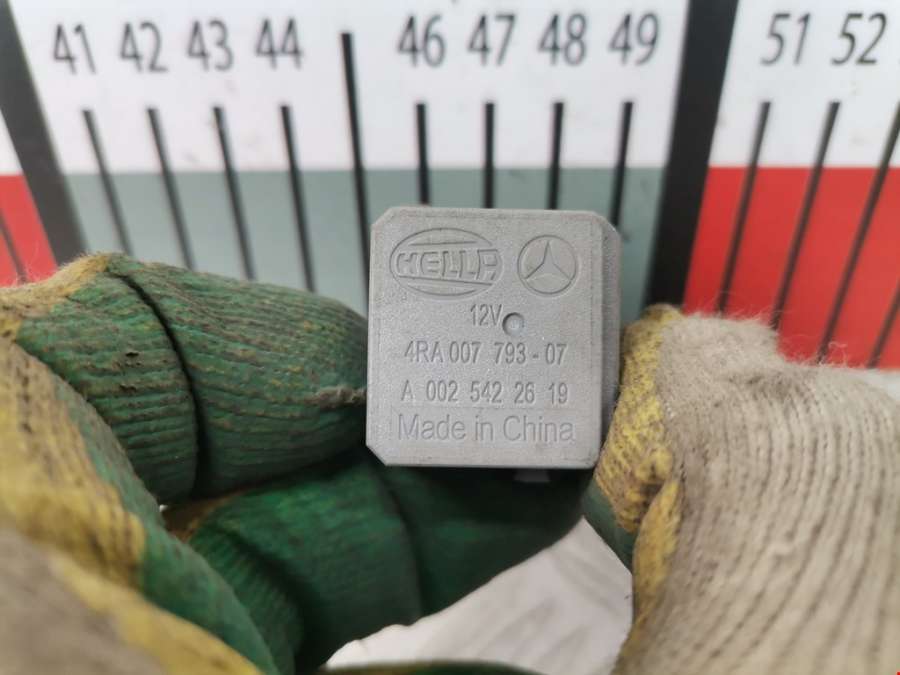 41 42 43 44 46 47 48 49 51 52
HELLA
12V
4RA 007 793 - 07
A 002 542 26 19
Made in China